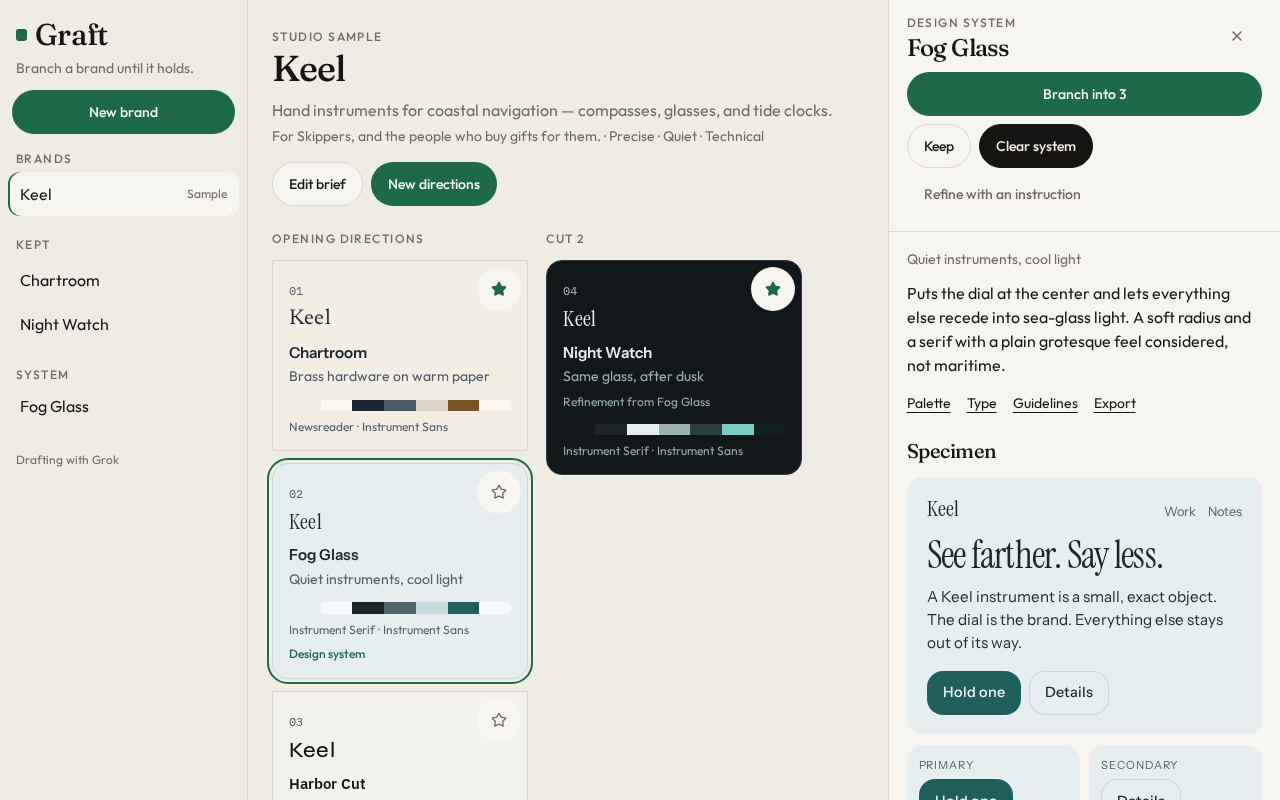 Graft
Branch a brand until it holds.
New brand
BRANDS
Keel
Sample
KEPT
Chartroom
Night Watch
SYSTEM
Fog Glass
Drafting with Grok
STUDIO SAMPLE
Keel
Hand instruments for coastal navigation — compasses, glasses, and tide clocks.
For Skippers, and the people who buy gifts for them. · Precise · Quiet · Technical
Edit brief
New directions
OPENING DIRECTIONS
01
Keel
Chartroom
Brass hardware on warm paper
Newsreader · Instrument Sans
02
Keel
Fog Glass
Quiet instruments, cool light
Instrument Serif · Instrument Sans
Design system
03
Keel
Harbor Cut
CUT 2
04
Keel
Night Watch
Same glass, after dusk
Refinement from Fog Glass
Instrument Serif · Instrument Sans
DESIGN SYSTEM
Fog Glass
Branch into 3
Keep
Clear system
Refine with an instruction
Quiet instruments, cool light
Puts the dial at the center and lets everything
else recede into sea-glass light. A soft radius and
a serif with a plain grotesque feel considered,
not maritime.
Palette
Type
Guidelines
Export
Specimen
Keel
Work
Notes
See farther. Say less.
A Keel instrument is a small, exact object.
The dial is the brand. Everything else stays
out of its way.
Hold one
Details
PRIMARY
Hold one
SECONDARY
Details